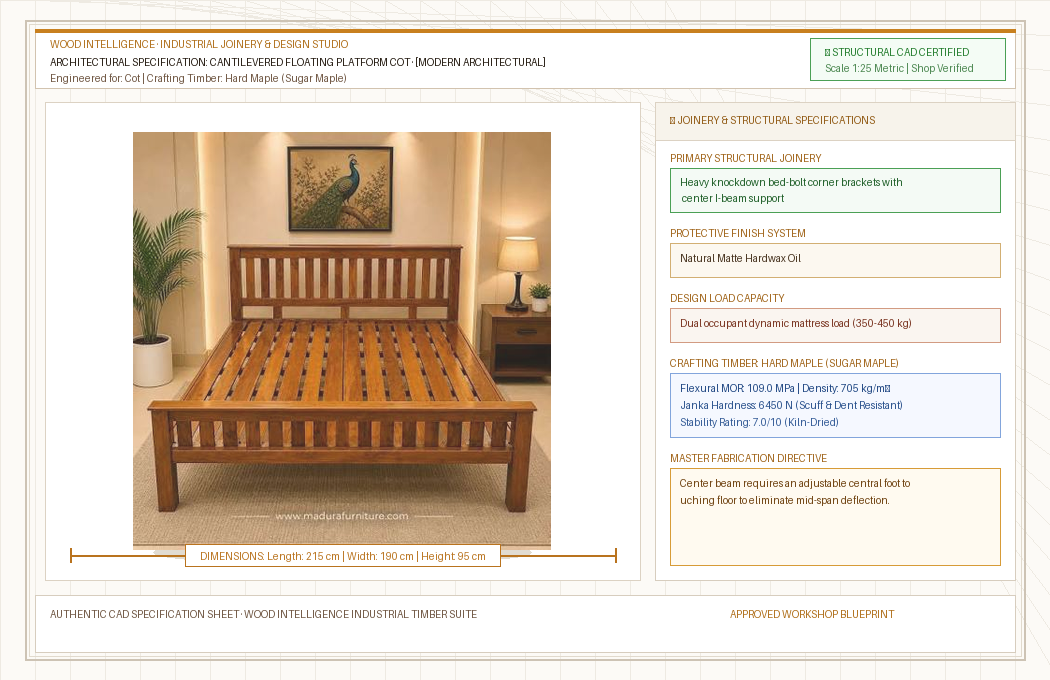 WOOD INTELLIGENCE · INDUSTRIAL JOINERY & DESIGN STUDIO
ARCHITECTURAL SPECIFICATION: CANTILEVERED FLOATING PLATFORM COT · [MODERN ARCHITECTURAL]
Engineered for: Cot | Crafting Timber: Hard Maple (Sugar Maple)
STRUCTURAL CAD CERTIFIED
Scale 1:25 Metric | Shop Verified
www.madurafurniture.com
DIMENSIONS: Length: 215 cm | Width: 190 cm | Height: 95 cm
JOINERY & STRUCTURAL SPECIFICATIONS
PRIMARY STRUCTURAL JOINERY
Heavy knockdown bed-bolt corner brackets with
center I-beam support
PROTECTIVE FINISH SYSTEM
Natural Matte Hardwax Oil
DESIGN LOAD CAPACITY
Dual occupant dynamic mattress load (350-450 kg)
CRAFTING TIMBER: HARD MAPLE (SUGAR MAPLE)
Flexural MOR: 109.0 MPa | Density: 705 kg/m
Janka Hardness: 6450 N (Scuff & Dent Resistant)
Stability Rating: 7.0/10 (Kiln-Dried)
MASTER FABRICATION DIRECTIVE
Center beam requires an adjustable central foot to
uching floor to eliminate mid-span deflection.
AUTHENTIC CAD SPECIFICATION SHEET · WOOD INTELLIGENCE INDUSTRIAL TIMBER SUITE
APPROVED WORKSHOP BLUEPRINT